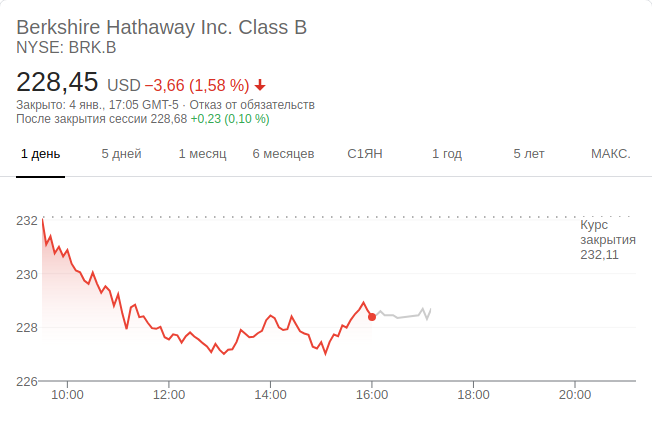 Berkshire Hathaway Inc. Class B
NYSE: BRK.B
228,45 USD −3,66 (1,58 %)
Закрыто: 4 янв., 17:05 GMT-5 · Отказ от обязательств
После закрытия сессии 228,68 +0,23 (0,10 %)
1 день 5 дней 1 месяц 6 месяцев С1ЯН 1 год 5 лет МАКС.
232
Курс
закрытия
232,11
230
228
226
10:00 12:00 14:00 16:00 18:00 20:00